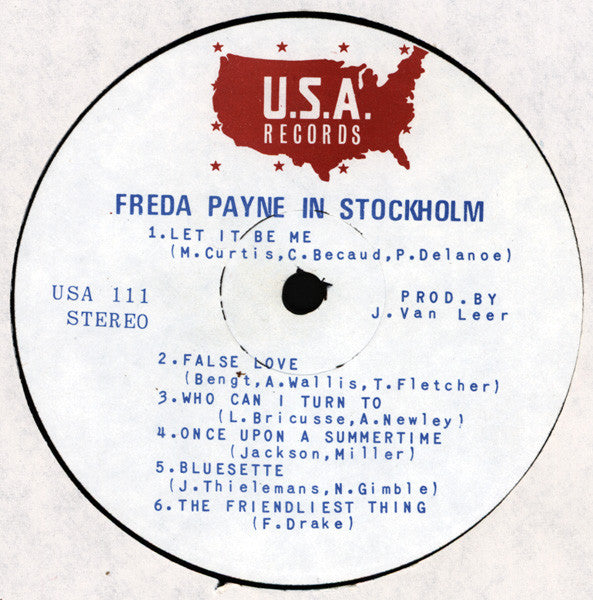 U.S.A.
RECORDS
FREDA PAYNE IN STOCKHOLM
1.LET IT BE ME
(M.Curtis,C.Becaud,P.Delanoe)
USA 111
STEREO
PROD.BY
J.Van Leer
2.FALSE LOVE
(Bengt,A.Wallis,T.Fletcher)
3.WHO CAN I TURN TO
(L.Bricusse,A.Newley)
4.ONCE UPON A SUMMERTIME
(Jackson,Miller)
5.BLUESETTE
(J.Thielemans,N.Gimble)
6.THE FRIENDLIEST THING
(F.Drake)